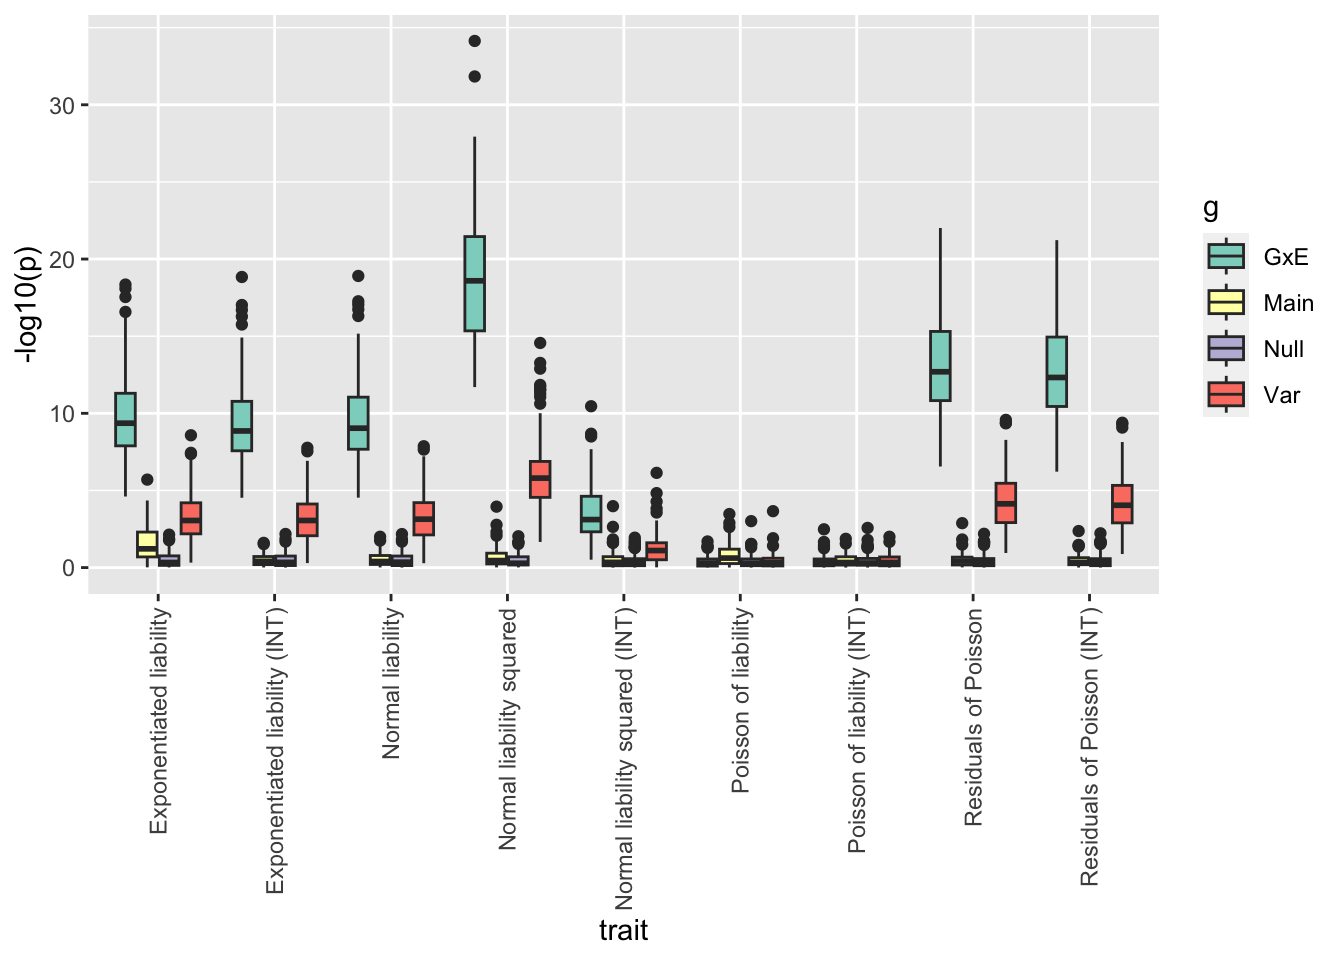 -log10(p)
30
20
10
0
Exponentiated liability
Exponentiated liability (INT)
Normal liability
Normal liability squared
Normal liability squared (INT)
Poisson of liability
Poisson of liability (INT)
Residuals of Poisson
Residuals of Poisson (INT)
trait
g
GxE
Main
Null
Var